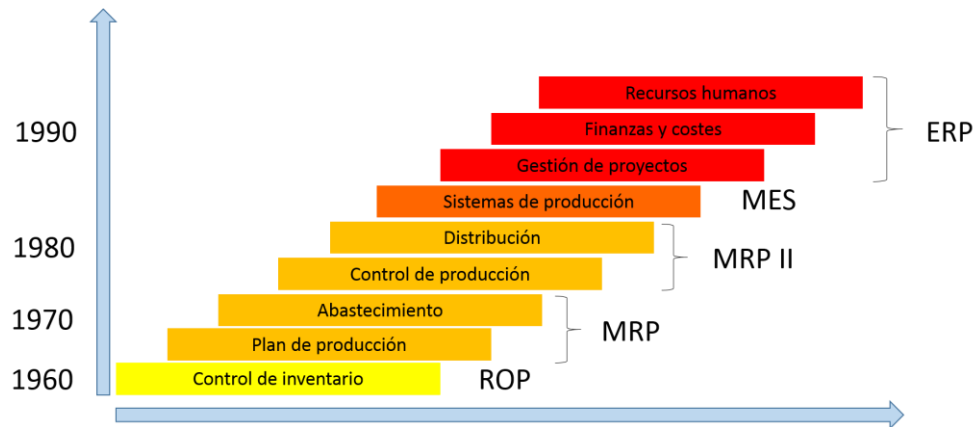 Recursos humanos
1990
Finanzas y costes
ERP
Gestión de proyectos
Sistemas de producción
MES
Distribución
1980
MRP II
Control de producción
Abastecimiento
1970
MRP
Plan de producción
1960
Control de inventario
ROP